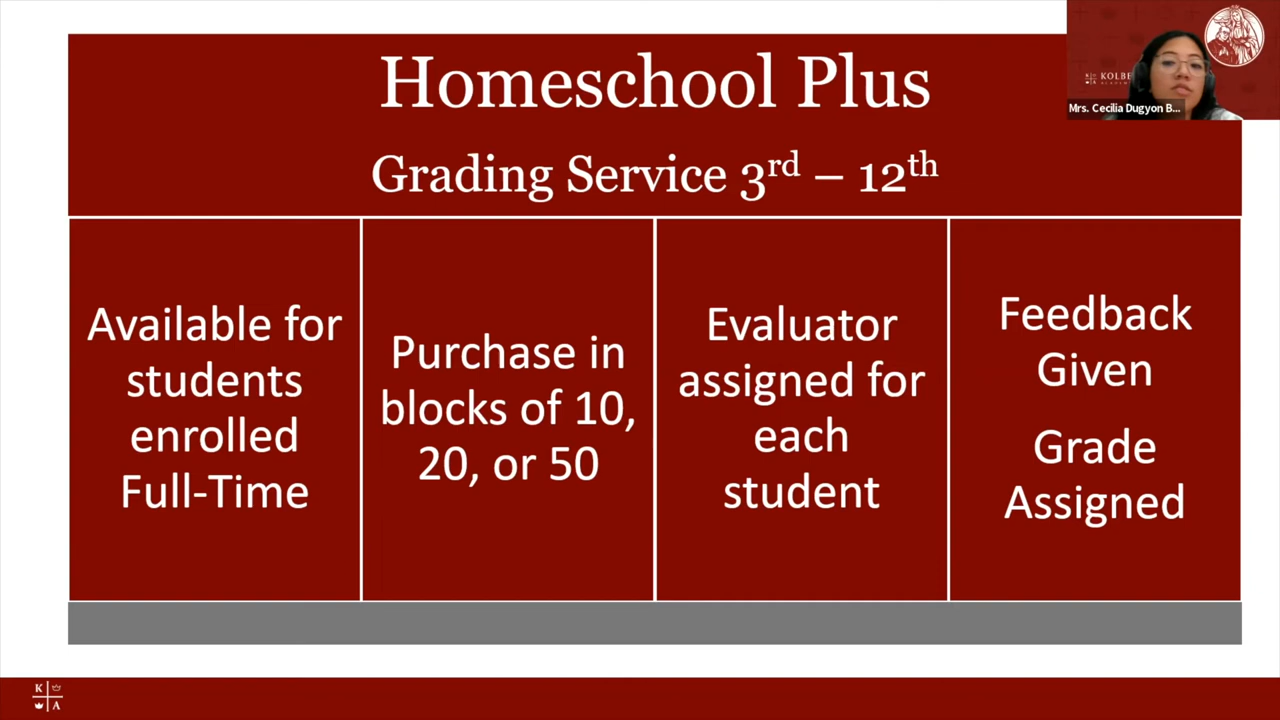 Homeschool Plus
Grading Service 3rd – 12th
KOLBE
Mrs. Cecilia Dugyon B...
Available for
students
enrolled
Full-Time
Purchase in
blocks of 10,
20, or 50
Evaluator
assigned for
each
student
Feedback
Given
Grade
Assigned
K
A